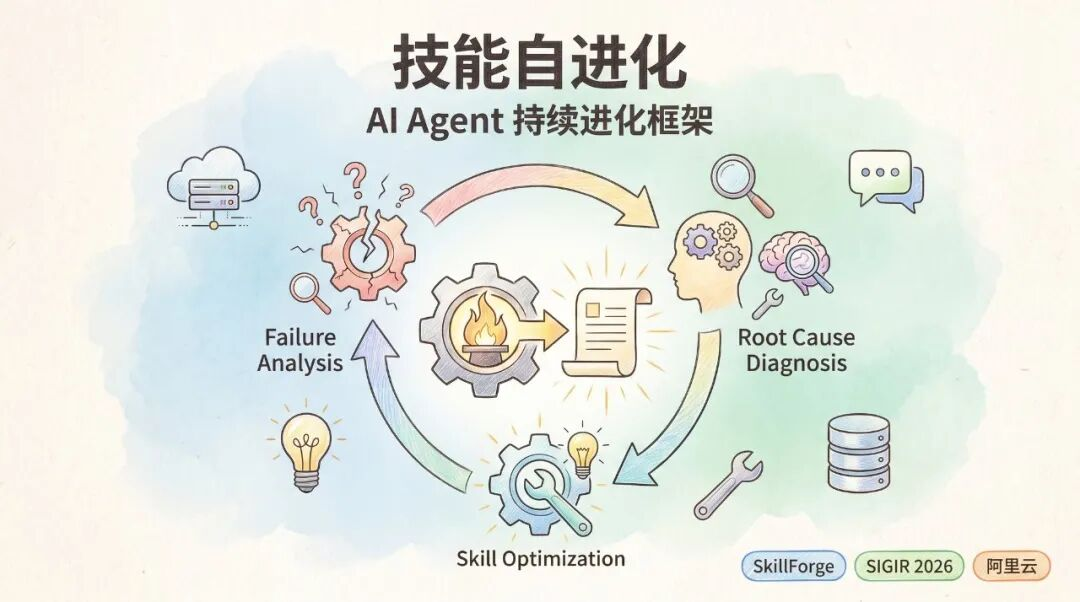 技能自进化
AI Agent 持续进化框架
Failure
Analysis
Root Cause
Diagnosis
Skill Optimization
SkillForge
SIGIR 2026
阿里云